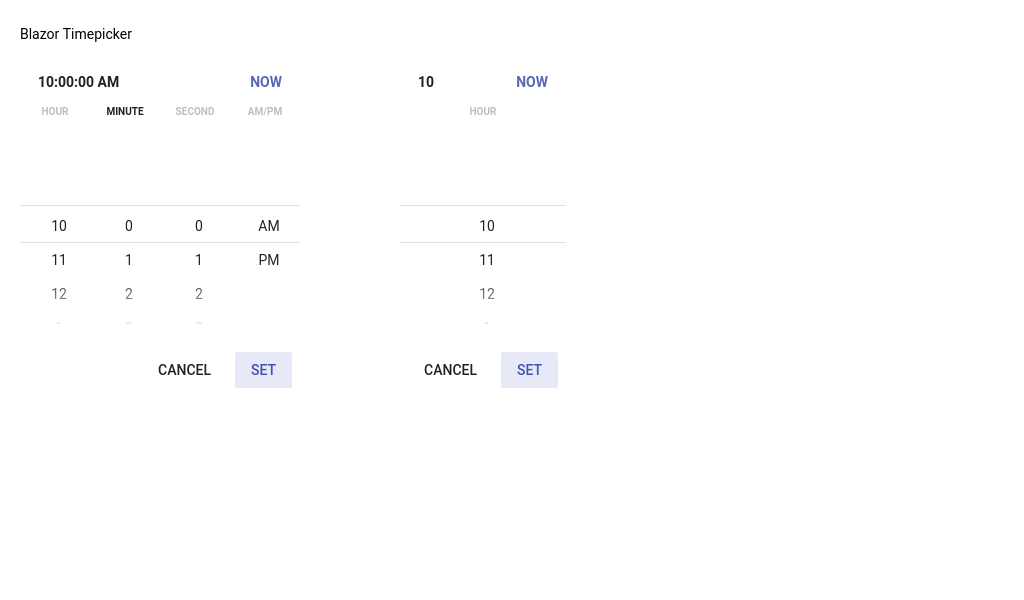 Blazor Timepicker
10:00:00 AM NOW
HOUR MINUTE SECOND AM/PM
10 0 0 AM
11 1 1 PM
12 2 2
CANCEL SET
10 NOW
HOUR
10
11
12
CANCEL SET